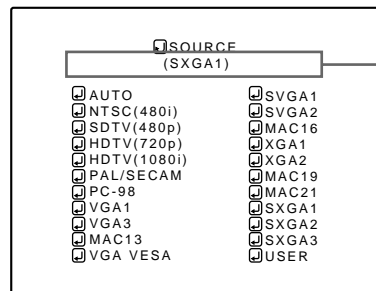 SOURCE
(SXGA1)
AUTO
NTSC(480i)
SDTV(480p)
HDTV(720p)
HDTV(1080i)
PAL/SECAM
PC-98
VGA1
VGA3
MAC13
VGA VESA
SVGA1
SVGA2
MAC16
XGA1
XGA2
MAC19
MAC21
SXGA1
SXGA2
SXGA3
USER